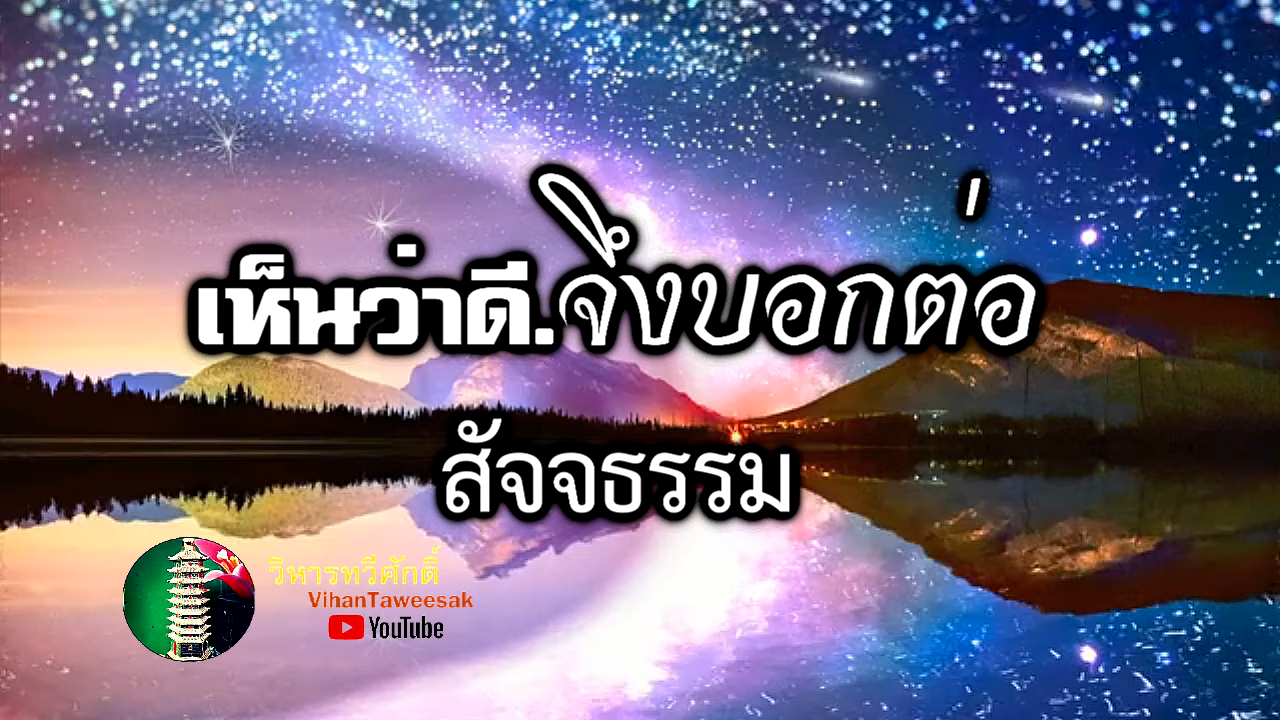 เห็นว่าดี.จึงบอกต่อ
สัจจธรรม
วิหารทวีศักดิ์
VihanTaweesak
YouTube